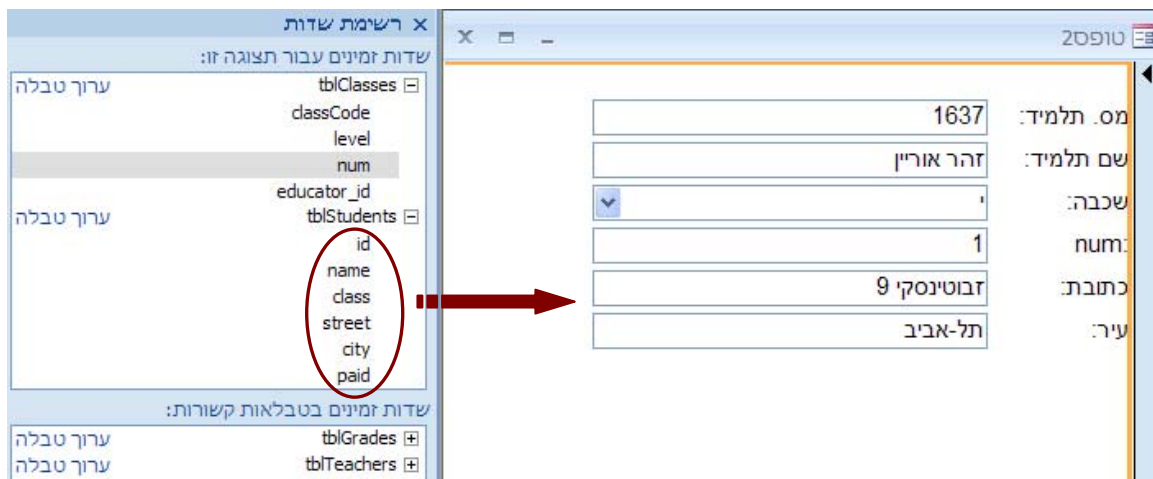 טופס2
מס. תלמיד: 1637
שם תלמיד: זהר אוריין
שכבה: י
num: 1
כתובת: זבוטינסקי 9
עיר: תל-אביב
רשימת שדות
שדות זמינים עבור תצוגה זו:
tblClasses ערוך טבלה
classCode
level
num
educator_id
tblStudents ערוך טבלה
id
name
class
street
city
paid
שדות זמינים בטבלאות קשורות:
tblGrades ערוך טבלה
tblTeachers ערוך טבלה